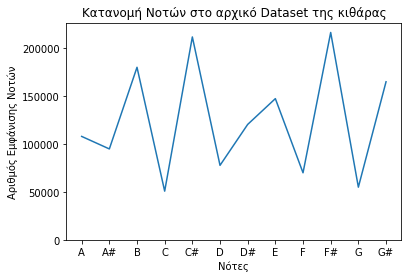 Κατανομή Νοτών στο αρχικό Dataset της κιθάρας
Αριθμός Εμφάνισης Νοτών
200000
150000
100000
50000
0
A A# B C C# D D# E F F# G G#
Νότες